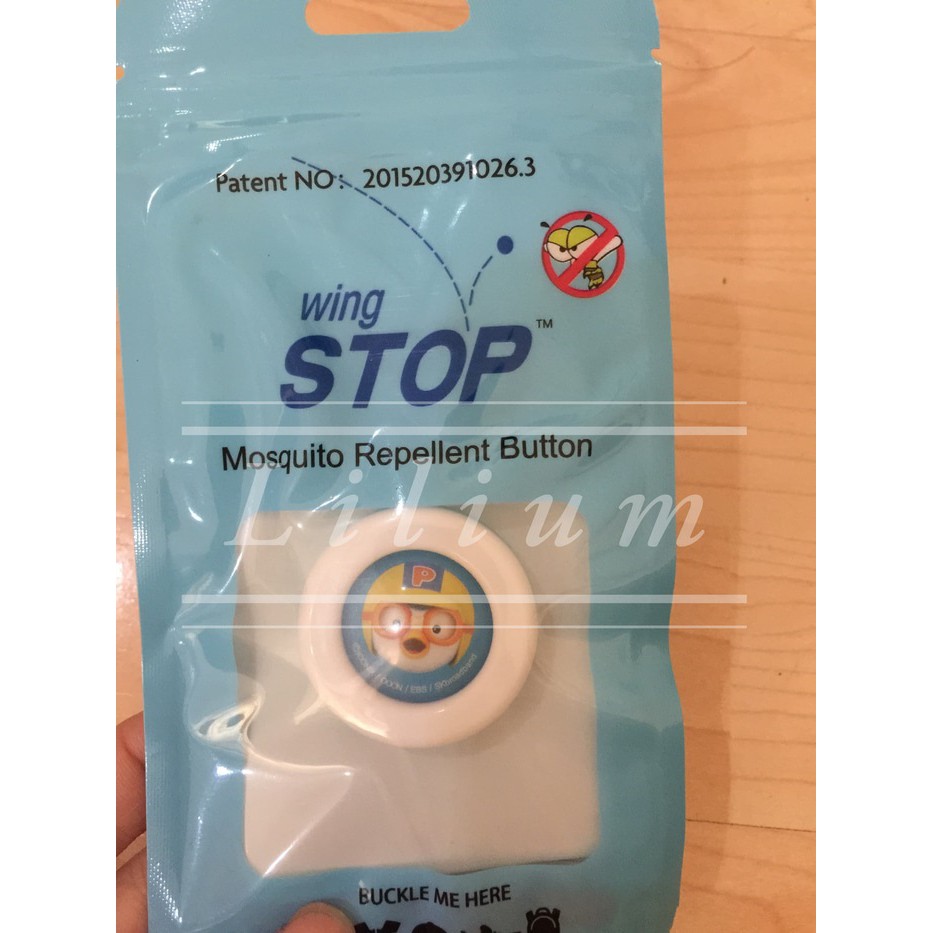 Patent NO: 201520391026.3
wing
STOP™
Mosquito Repellent Button
Lilium
P
BUCKLE ME HERE